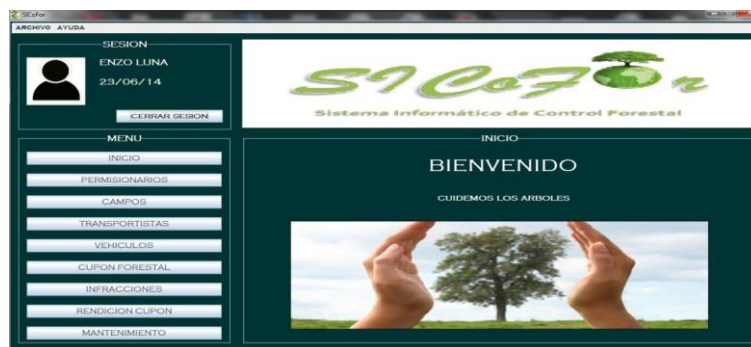 SICoFor
ARCHIVO AYUDA
SESION
ENZO LUNA
23/06/14
CERRAR SESION
SICoFor
Sistema Informático de Control Forestal
MENU
INICIO
PERMISIONARIOS
CAMPOS
TRANSPORTISTAS
VEHICULOS
CUPON FORESTAL
INFRACCIONES
RENDICION CUPON
MANTENIMIENTO
INICIO
BIENVENIDO
CUIDEMOS LOS ARBOLES